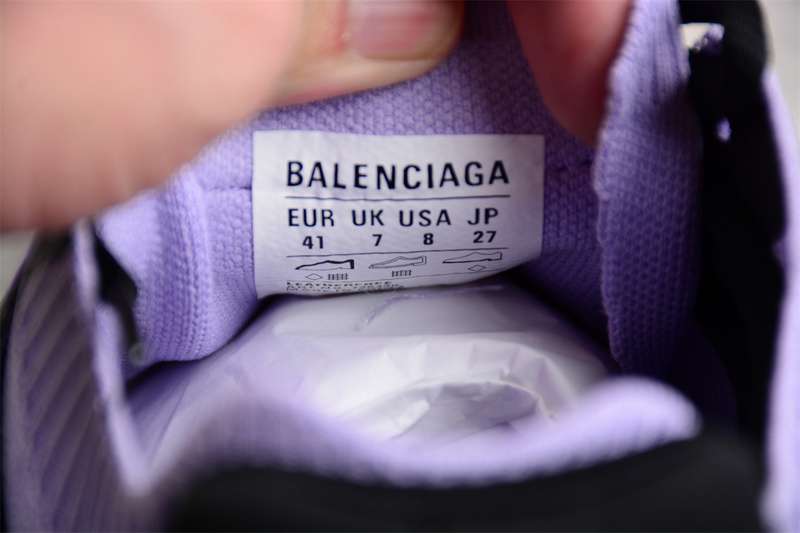 BALENCIAGA
EUR UK USA JP
41 7 8 27